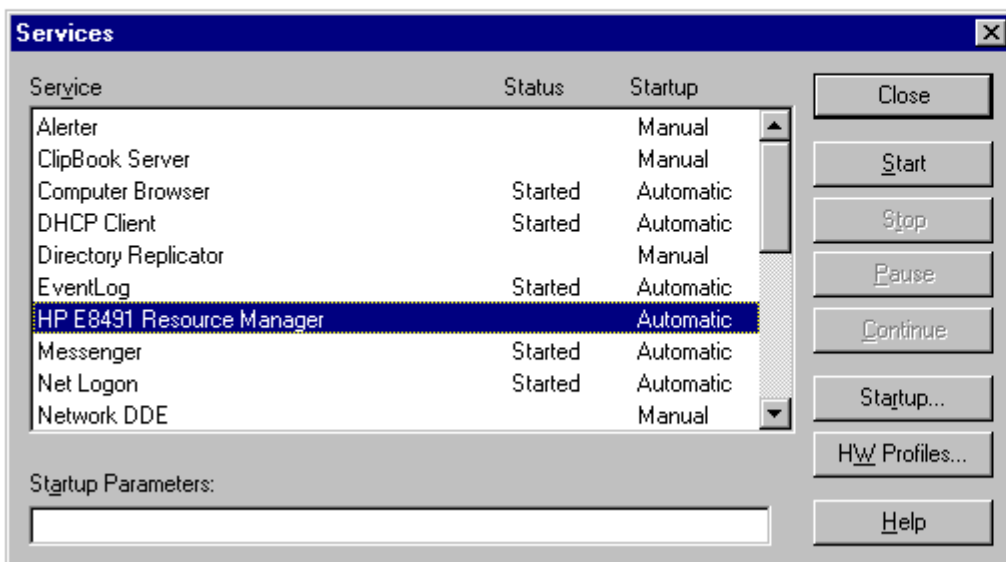 Services
Service Status Startup
Alerter Manual
ClipBook Server Manual
Computer Browser Started Automatic
DHCP Client Started Automatic
Directory Replicator Manual
EventLog Started Automatic
HP E8491 Resource Manager Automatic
Messenger Started Automatic
Net Logon Started Automatic
Network DDE Manual
Startup Parameters:
Close
Start
Stop
Pause
Continue
Startup...
HW Profiles...
Help